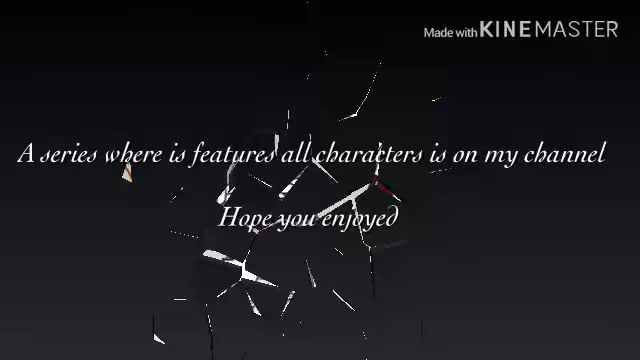 Made with KINEMASTER
A series where is features all characters is on my channel
Hope you enjoyed